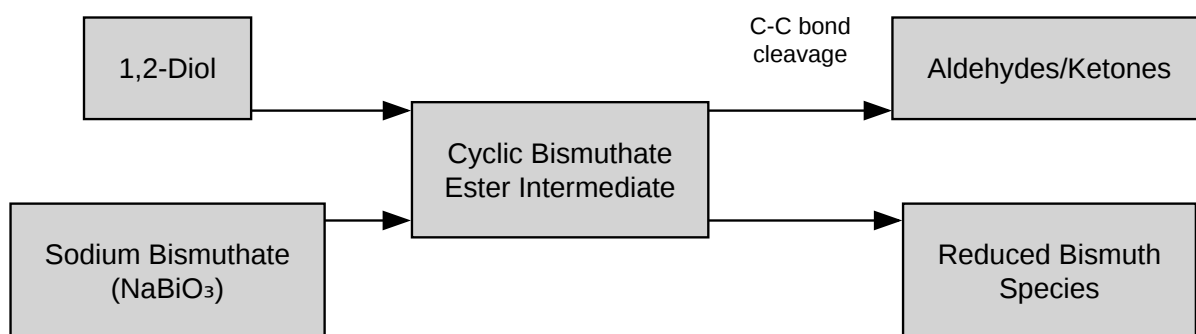 1,2-Diol
C-C bond
cleavage
Aldehydes/Ketones
Cyclic Bismuthate
Ester Intermediate
Sodium Bismuthate
(NaBiO₃)
Reduced Bismuth
Species